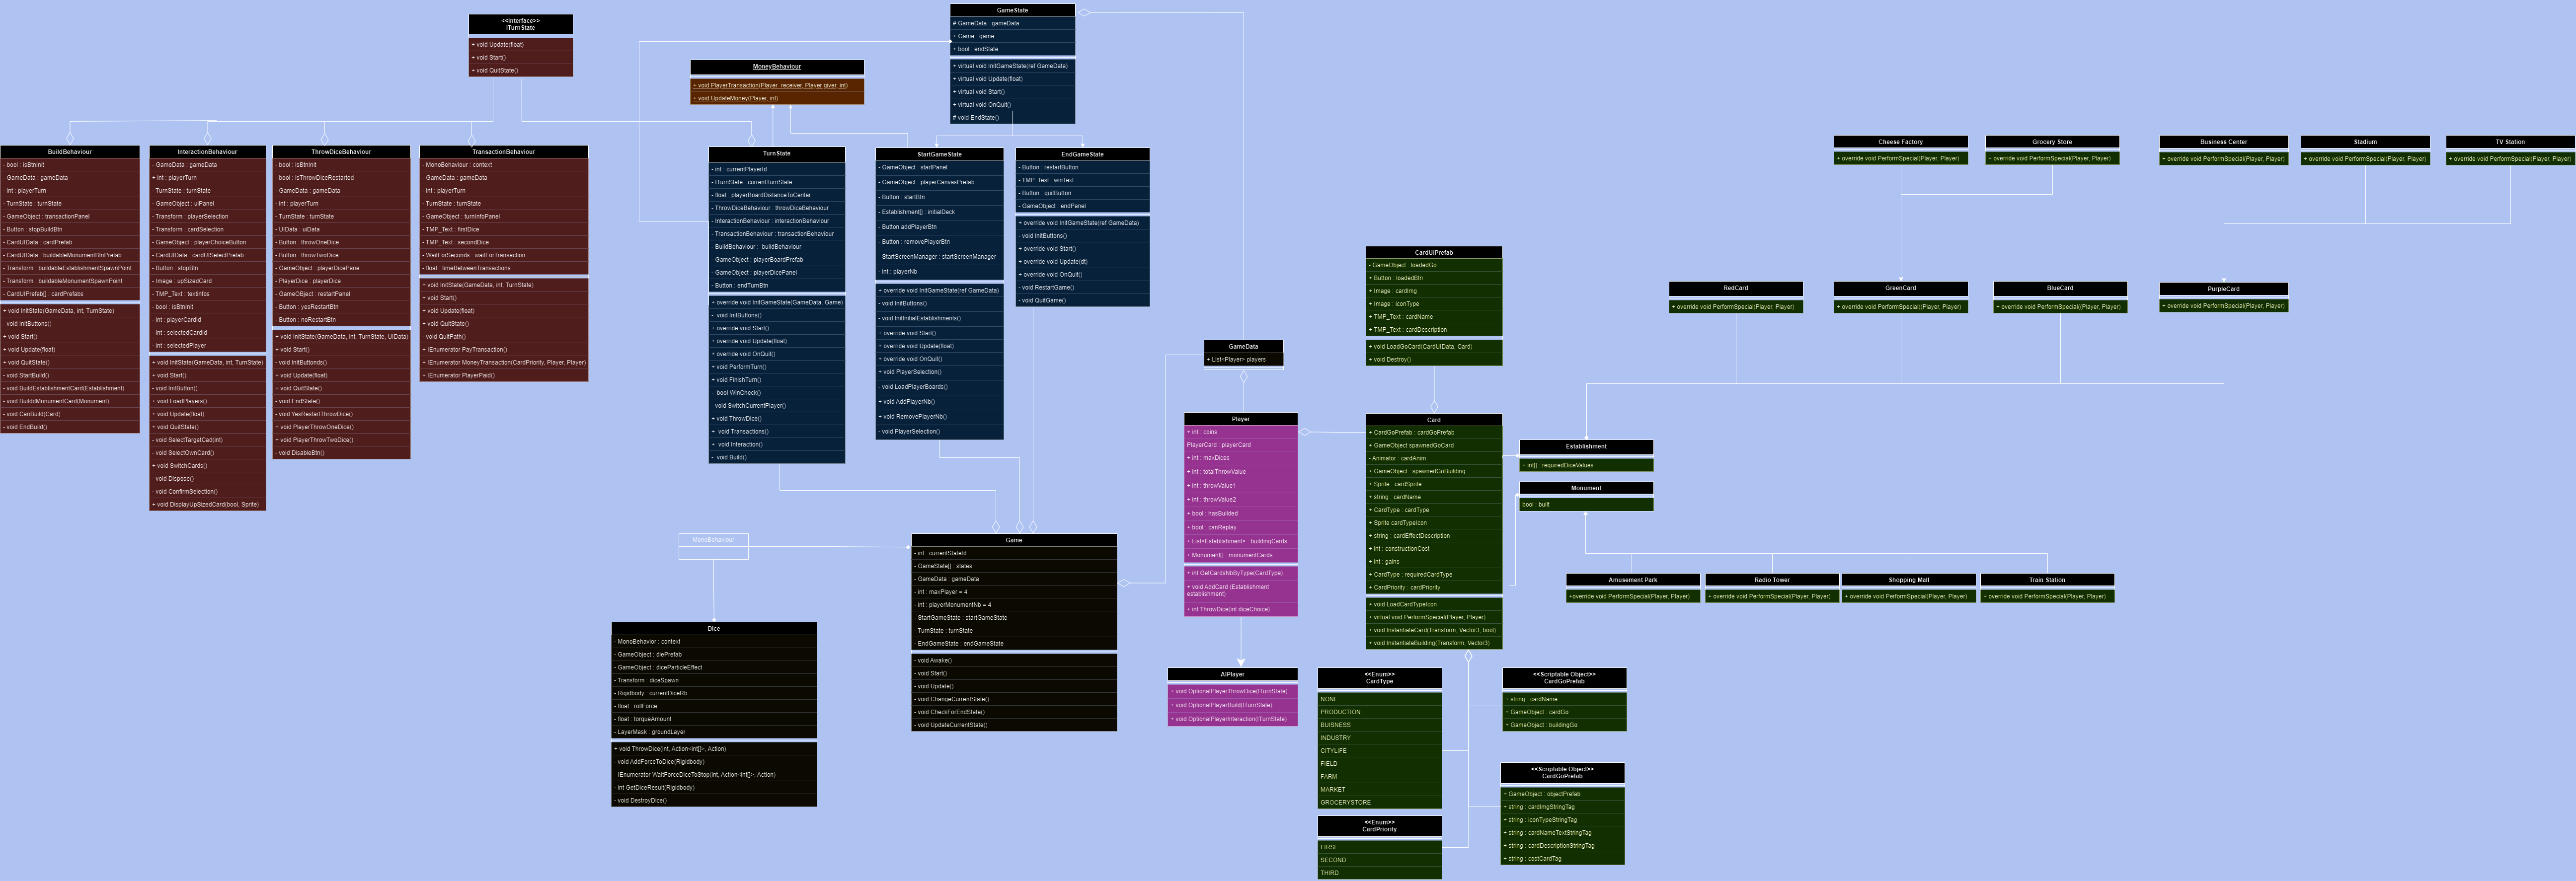 <<Interface>>
ITurnState
+ void Update(float)
+ void Start()
+ void QuitState()
MoneyBehaviour
+ void PlayerTransaction(Player receiver, Player giver, int)
+ void UpdateMoney(Player, int)
GameState
# GameData : gameData
+ Game : game
+ bool : endState
+ virtual void InitGameState(ref GameData)
+ virtual void Update(float)
+ virtual void Start()
+ virtual void OnQuit()
# void EndState()
BuildBehaviour
- bool : isBtnInit
- GameData : gameData
- int : playerTurn
- TurnState : turnState
- GameObject : transactionPanel
- Button : stopBuildBtn
- CardUIData : cardPrefab
- CardUIData : buildableMonumentBtnPrefab
- Transform : buildableEstablishmentSpawnPoint
- Transform : buildableMonumentSpawnPoint
- CardUIPrefab[] : cardPrefabs
+ void InitState(GameData, int, TurnState)
- void InitButtons()
+ void Start()
+ void Update(float)
+ void QuitState()
- void StartBuild()
- void BuildEstablishmentCard(Establishment)
- void BuilddMonumentCard(Monument)
- void CanBuild(Card)
- void EndBuild()
InteractionBehaviour
- GameData : gameData
+ int : playerTurn
- TurnState : turnState
- GameObject : uiPanel
- Transform : playerSelection
- Transform : cardSelection
- GameObject : playerChoiceButton
- CardUIData : cardUISelectPrefab
- Button : stopBtn
- Image : upSizedCard
- TMP_Text : textInfos
- bool : isBtnInit
- int : playerCardId
- int : selectedCardId
- int : selectedPlayer
+ void InitState(GameData, int, TurnState)
+ void Start()
- void InitButton()
+ void LoadPlayers()
+ void Update(float)
+ void QuitState()
- void SelectTargetCad(int)
- void SelectOwnCard()
+ void SwitchCards()
- void Dispose()
- void ConfirmSelection()
+ void DisplayUpSizedCard(bool, Sprite)
ThrowDiceBehaviour
- bool : isBtnInit
- bool : isThrowDiceRestarted
- GameData : gameData
- int : playerTurn
- TurnState : turnState
- UIData : uiData
- Button : throwOneDice
- Button : throwTwoDice
- GameObject : playerDicePane
- PlayerDice : playerDice
- GameOBject : restartPanel
- Button : yesRestartBtn
- Button : noRestartBtn
+ void InitState(GameData, int, TurnState, UIData)
+ void Start()
- void InitButtonds()
+ void Update(float)
+ void QuitState()
- void EndState()
- void YesRestartThrowDice()
+ void PlayerThrowOneDice()
+ void PlayerThrowTwoDice()
- void DisableBtn()
TransactionBehaviour
- MonoBehaviour : context
- GameData : gameData
- int : playerTurn
- TurnState : turnState
- GameObject : turnInfoPanel
- TMP_Text : firstDice
- TMP_Text : secondDice
- WaitForSeconds : waitForTransaction
- float : timeBetweenTransactions
+ void InitState(GameData, int, TurnState)
+ void Start()
+ void Update(float)
+ void QuitState()
- void QuitPath()
+ IEnumerator PayTransaction()
+ IEnumerator MoneyTransaction(CardPriority, Player, Player)
+ IEnumerator PlayerPaid()
TurnState
- int : currentPlayerId
- ITurnState : currentTurnState
- float : playerBoardDistanceToCenter
- ThrowDiceBehaviour : throwDiceBehaviour
- InteractionBehaviour : interactionBehaviour
- TransactionBehaviour : transactionBehaviour
- BuildBehaviour : buildBehaviour
- GameObject : playerBoardPrefab
- GameObject : playerDicePanel
- Button : endTurnBtn
+ override void InitGameState(GameData, Game)
- void InitButtons()
+ override void Start()
+ override void Update(float)
+ override void OnQuit()
+ void PerformTurn()
+ void FinishTurn()
- bool WinCheck()
- void SwitchCurrentPlayer()
+ void ThrowDice()
+ void Transactions()
+ void Interaction()
- void Build()
StartGameState
- GameObject : startPanel
- GameObject : playerCanvasPrefab
- Button : startBtn
- Establishment[] : initialDeck
- Button addPlayerBtn
- Button : removePlayerBtn
- StartScreenManager : startScreenManager
- int : playerNb
+ override void InitGameState(ref GameData)
- void InitButtons()
- void InitInitialEstablishments()
+ override void Start()
+ override void Update(float)
+ override void OnQuit()
+ void PlayerSelection()
- void LoadPlayerBoards()
+ void AddPlayerNb()
+ void RemovePlayerNb()
- void PlayerSelection()
EndGameState
- Button : restartButton
- TMP_Test : winText
- Button : quitButton
- GameObject : endPanel
+ override void InitGameState(ref GameData)
- void InitButtons()
+ override void Start()
+ override void Update(dt)
+ override void OnQuit()
- void RestartGame()
- void QuitGame()
Cheese Factory
+ override void PerformSpecial(Player, Player)
Grocery Store
+ override void PerformSpecial(Player, Player)
Business Center
+ override void PerformSpecial(Player, Player)
Stadium
+ override void PerformSpecial(Player, Player)
TV Station
+ override void PerformSpecial(Player, Player)
RedCard
+ override void PerformSpecial(Player, Player)
GreenCard
+ override void PerformSpecial((Player, Player)
BlueCard
+ override void PerformSpecial((Player, Player)
PurpleCard
+ override void PerformSpecial(Player, Player)
CardUIPrefab
- GameObject : loadedGo
+ Button : loadedBtn
+ Image : cardImg
+ Image : iconType
+ TMP_Text : cardName
+ TMP_Text : cardDescription
+ void LoadGoCard(CardUIData, Card)
+ void Destroy()
GameData
+ List<Player> players
Player
+ int : coins
PlayerCard : playerCard
+ int : maxDices
+ int : totalThrowValue
+ int : throwValue1
+ int : throwValue2
+ bool : hasBuilded
+ bool : canReplay
+ List<Establishment> : buildingCards
+ Monument[] : monumentCards
+ int GetCardsNbByType(CardType)
+ void AddCard (Establishment
establishment)
+ int ThrowDice(int diceChoice)
AIPlayer
+ void OptionalPlayerThrowDice(ITurnState)
+ void OptionalPlayerBuild(ITurnState)
+ void OptionalPlayerInteraction(ITurnState)
Card
+ CardGoPrefab : cardGoPrefab
+ GameObject spawnedGoCard
- Animator : cardAnim
+ GameObject : spawnedGoBuilding
+ Sprite : cardSprite
+ string : cardName
+ CardType : cardType
+ Sprite cardTypeIcon
+ string : cardEffectDescription
+ int : constructionCost
+ int : gains
+ CardType : requiredCardType
+ CardPriority : cardPriority
+ void LoadCardTypeIcon
+ virtual void PerformSpecial(Player, Player)
+ void InstantiateCard(Transform, Vector3, bool)
+ void InstantiateBuilding(Transform, Vector3)
Establishment
+ int[] : requiredDiceValues
Monument
bool : built
Amusement Park
+override void PerformSpecial(Player, Player)
Radio Tower
+ override void PerformSpecial(Player, Player)
Shopping Mall
+ override void PerformSpecial(Player, Player)
Train Station
+ override void PerformSpecial(Player, Player)
MonoBehaviour
Game
- int : currentStateId
- GameState[] : states
- GameData : gameData
- int : maxPlayer = 4
- int : playerMonumentNb = 4
- StartGameState : startGameState
- TurnState : turnState
- EndGameState : endGameState
- void Awake()
- void Start()
- void Update()
- void ChangeCurrentState()
- void CheckForEndState()
- void UpdateCurrentState()
Dice
- MonoBehavior : context
- GameObject : diePrefab
- GameObject : diceParticleEffect
- Transform : diceSpawn
- Rigidbody : currentDiceRb
- float : rollForce
- float : torqueAmount
- LayerMask : groundLayer
+ void ThrowDice(int, Action<int[]>, Action)
- void AddForceToDice(Rigidbody)
- IEnumerator WaitForceDiceToStop(int, Action<int[]>, Action)
- int GetDiceResult(Rigidbody)
- void DestroyDice()
<<Enum>>
CardType
NONE
PRODUCTION
BUISNESS
INDUSTRY
CITYLIFE
FIELD
FARM
MARKET
GROCERYSTORE
<<Enum>>
CardPriority
FIRSt
SECOND
THIRD
<<Scriptable Object>>
CardGoPrefab
+ string : cardName
+ GameObject : cardGo
+ GameObject : buildingGo
<<Scriptable Object>>
CardGoPrefab
+ GameObject : objectPrefab
+ string : cardImgStringTag
+ string : iconTypeStringTag
+ string : cardNameTextStringTag
+ string : cardDescriptionStringTag
+ string : costCardTag